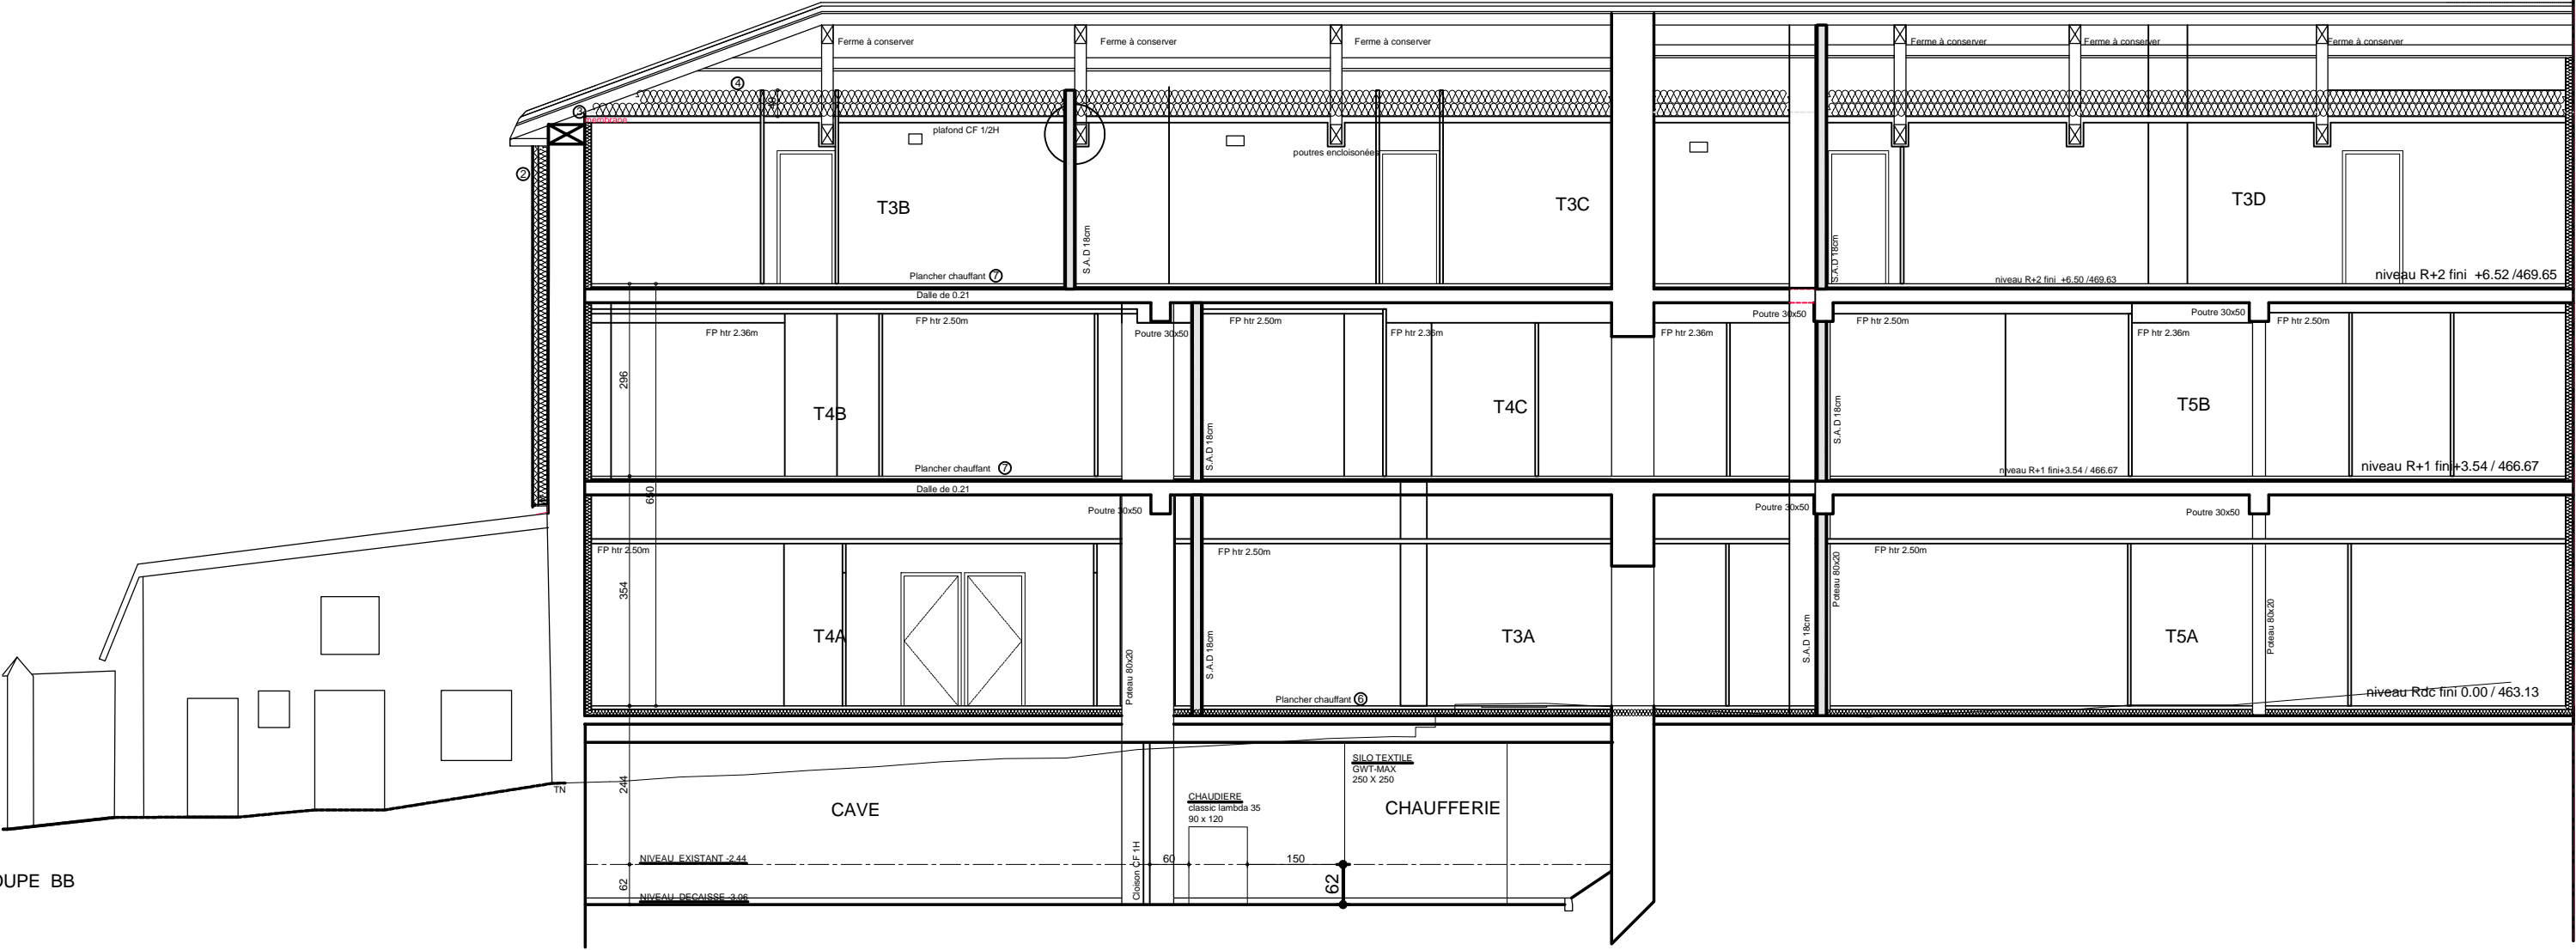 Ferme à conserver
Ferme à conserver
Ferme à conserver
Ferme à conserver
Ferme à conserver
Ferme à conserver
4
40
3
membrane
plafond CF 1/2H
poutres encloisonées
2
T3B
T3C
T3D
S.A.D 18cm
S.A.D 18cm
Plancher chauffant 7
niveau R+2 fini +6.50 /469.63
niveau R+2 fini +6.52 /469.65
Dalle de 0.21
FP htr 2.36m
FP htr 2.50m
Poutre 30x50
FP htr 2.50m
FP htr 2.36m
FP htr 2.36m
Poutre 30x50
FP htr 2.50m
FP htr 2.36m
Poutre 30x50
FP htr 2.50m
296
T4B
T4C
T5B
S.A.D 18cm
S.A.D 18cm
Plancher chauffant 7
niveau R+1 fini+3.54 / 466.67
niveau R+1 fini+3.54 / 466.67
Dalle de 0.21
650
Poutre 30x50
Poutre 30x50
Poutre 30x50
FP htr 2.50m
FP htr 2.50m
FP htr 2.50m
354
T4A
T3A
T5A
Poteau 80x20
S.A.D 18cm
S.A.D 18cm
Poteau 80x20
Poteau 80x20
Plancher chauffant 6
niveau Rdc fini 0.00 / 463.13
TN
244
CAVE
SILO TEXTILE
GWT-MAX
250 X 250
CHAUDIERE
classic lambda 35
90 x 120
CHAUFFERIE
NIVEAU EXISTANT -2.44
Cloison CF 1H
60
150
62
62
NIVEAU DECAISSE -3.06
OUPE BB